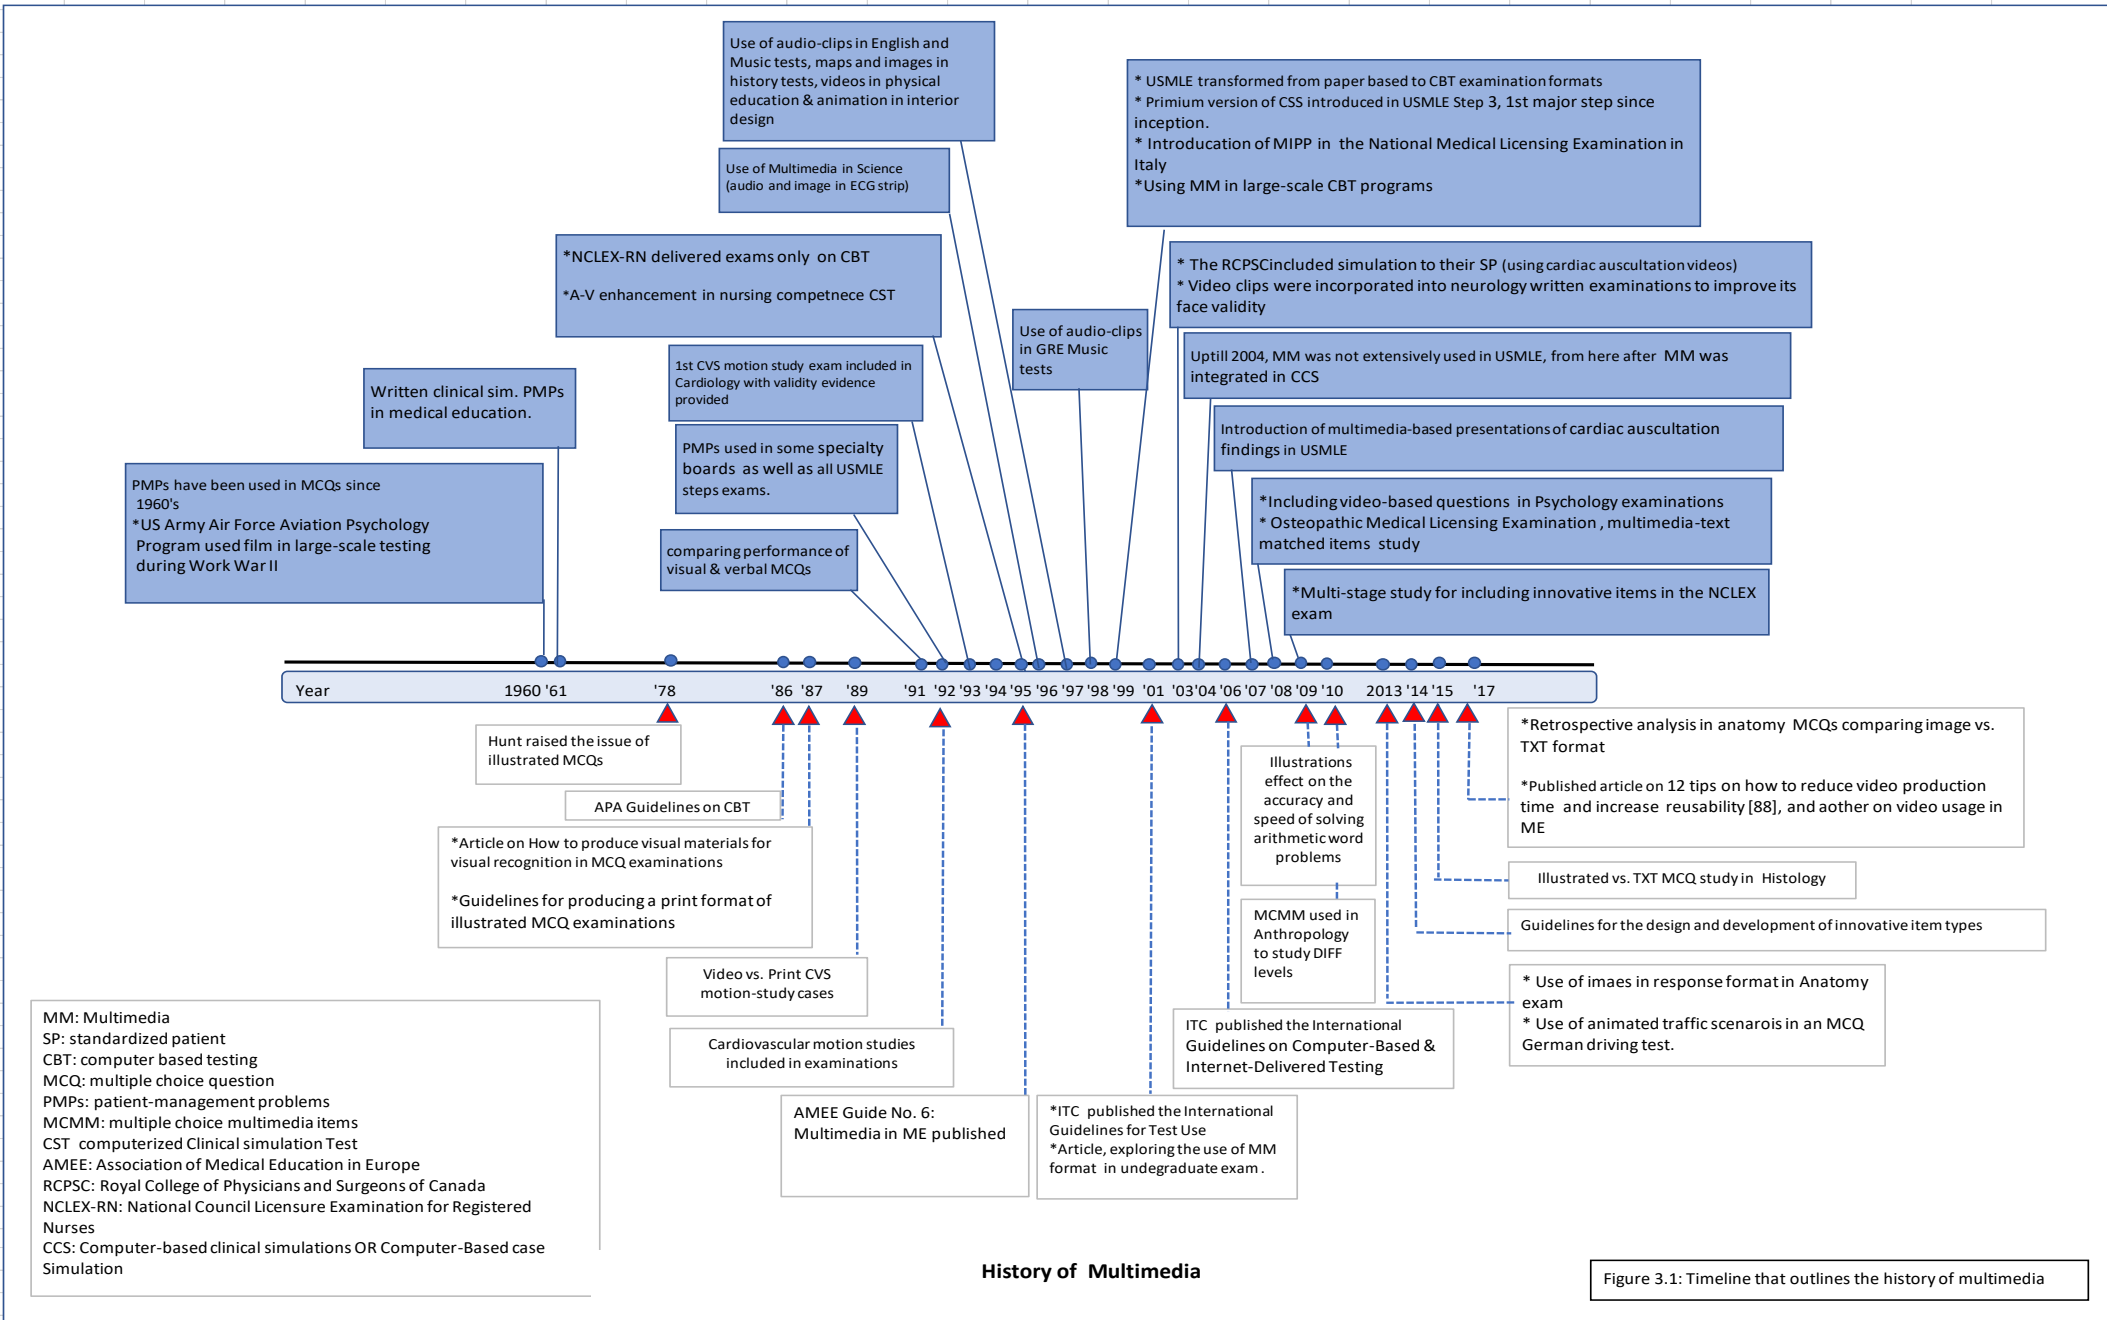 Use of audio-clips in English and
Music tests, maps and images in
history tests, videos in physical
education & animation in interior
design
* USMLE transformed from paper based to CBT examination formats
* Primium version of CSS introduced in USMLE Step 3, 1st major step since
inception.
* Introducation of MIPP in the National Medical Licensing Examination in
Italy
*Using MM in large-scale CBT programs
Use of Multimedia in Science
(audio and image in ECG strip)
*NCLEX-RN delivered exams only on CBT
*A-V enhancement in nursing competnece CST
* The RCPSCincluded simulation to their SP (using cardiac auscultation videos)
* Video clips were incorporated into neurology written examinations to improve its
face validity
Use of audio-clips
in GRE Music
tests
Uptill 2004, MM was not extensively used in USMLE, from here after MM was
integrated in CCS
1st CVS motion study exam included in
Cardiology with validity evidence
provided
Written clinical sim. PMPs
in medical education.
Introduction of multimedia-based presentations of cardiac auscultation
findings in USMLE
PMPs used in some specialty
boards as well as all USMLE
steps exams.
PMPs have been used in MCQs since
1960's
*US Army Air Force Aviation Psychology
Program used film in large-scale testing
during Work War II
*Including video-based questions in Psychology examinations
* Osteopathic Medical Licensing Examination , multimedia-text
matched items study
comparing performance of
visual & verbal MCQs
*Multi-stage study for including innovative items in the NCLEX
exam
Year 1960 '61 '78 '86 '87 '89 '91 '92 '93 '94 '95 '96 '97 '98 '99 '01 '03 '04 '06 '07 '08 '09 '10 2013 '14 '15 '17
Hunt raised the issue of
illustrated MCQs
APA Guidelines on CBT
*Article on How to produce visual materials for
visual recognition in MCQ examinations
*Guidelines for producing a print format of
illustrated MCQ examinations
Video vs. Print CVS
motion-study cases
Cardiovascular motion studies
included in examinations
AMEE Guide No. 6:
Multimedia in ME published
*ITC published the International
Guidelines for Test Use
*Article, exploring the use of MM
format in undegraduate exam .
ITC published the International
Guidelines on Computer-Based &
Internet-Delivered Testing
Illustrations
effect on the
accuracy and
speed of solving
arithmetic word
problems
MCMM used in
Anthropology
to study DIFF
levels
*Retrospective analysis in anatomy MCQs comparing image vs.
TXT format
*Published article on 12 tips on how to reduce video production
time and increase reusability [88], and aother on video usage in
ME
Illustrated vs. TXT MCQ study in Histology
Guidelines for the design and development of innovative item types
* Use of imaes in response format in Anatomy
exam
* Use of animated traffic scenarois in an MCQ
German driving test.
MM: Multimedia
SP: standardized patient
CBT: computer based testing
MCQ: multiple choice question
PMPs: patient-management problems
MCMM: multiple choice multimedia items
CST computerized Clinical simulation Test
AMEE: Association of Medical Education in Europe
RCPSC: Royal College of Physicians and Surgeons of Canada
NCLEX-RN: National Council Licensure Examination for Registered
Nurses
CCS: Computer-based clinical simulations OR Computer-Based case
Simulation
History of Multimedia
Figure 3.1: Timeline that outlines the history of multimedia